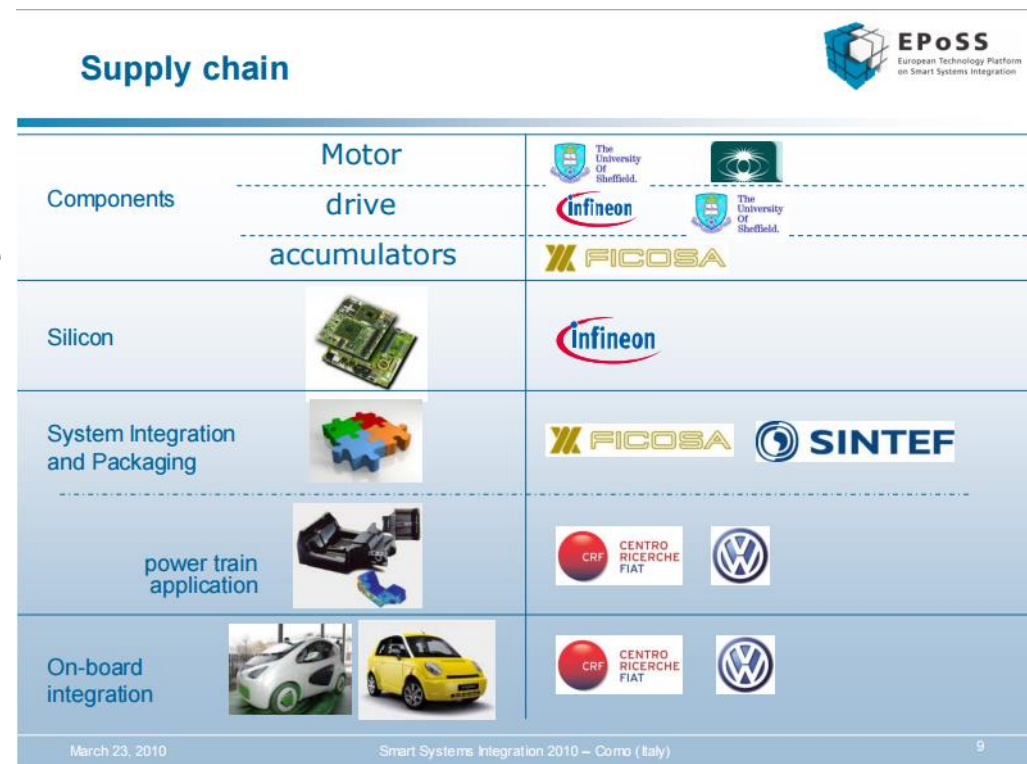 Supply chain
EPoSS
European Technology Platform
on Smart Systems Integration
Components
Motor
The
University
Of
Sheffield.
drive
infineon
The
University
Of
Sheffield.
accumulators
FICOSA
Silicon
infineon
System Integration
and Packaging
FICOSA
SINTEF
power train
application
CRF
CENTRO
RICERCHE
FIAT
VW
On-board
integration
CRF
CENTRO
RICERCHE
FIAT
VW
March 23, 2010
Smart Systems Integration 2010 – Como (Italy)
9